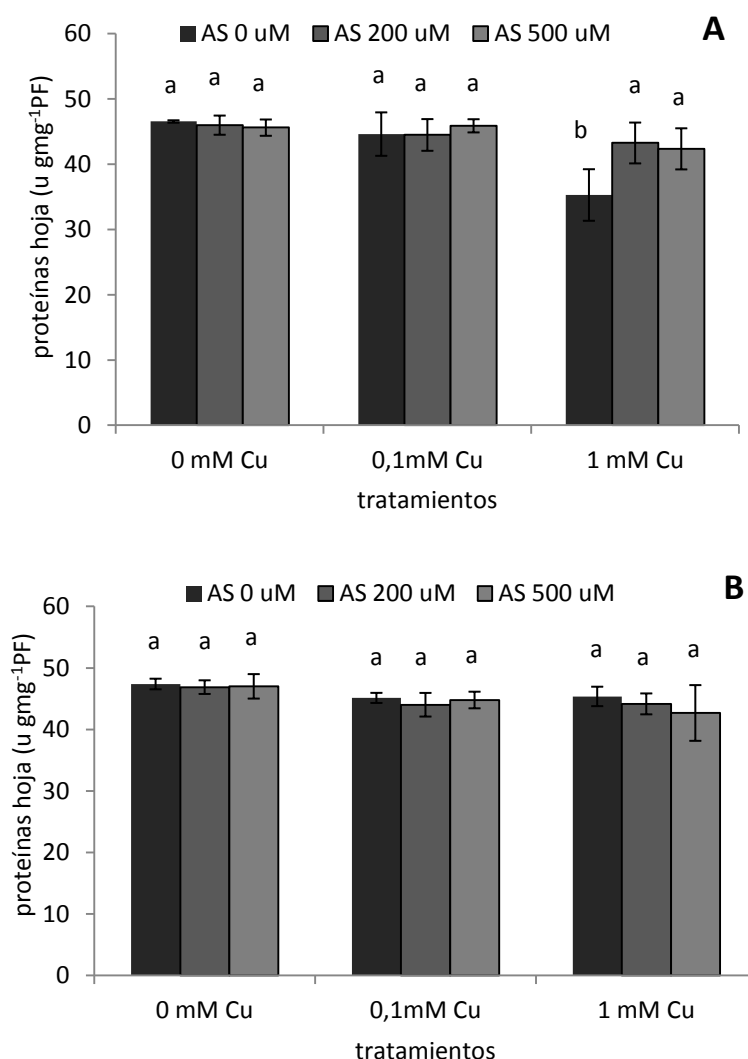 AS 0 uM AS 200 uM AS 500 uM A
60
50
40
30
20
10
0
proteínas hoja (u gmg⁻¹PF)
a a a a a a b a a
0 mM Cu 0,1mM Cu 1 mM Cu
tratamientos
AS 0 uM AS 200 uM AS 500 uM B
60
50
40
30
20
10
0
proteínas hoja (u gmg⁻¹PF)
a a a a a a a a a
0 mM Cu 0,1mM Cu 1 mM Cu
tratamientos